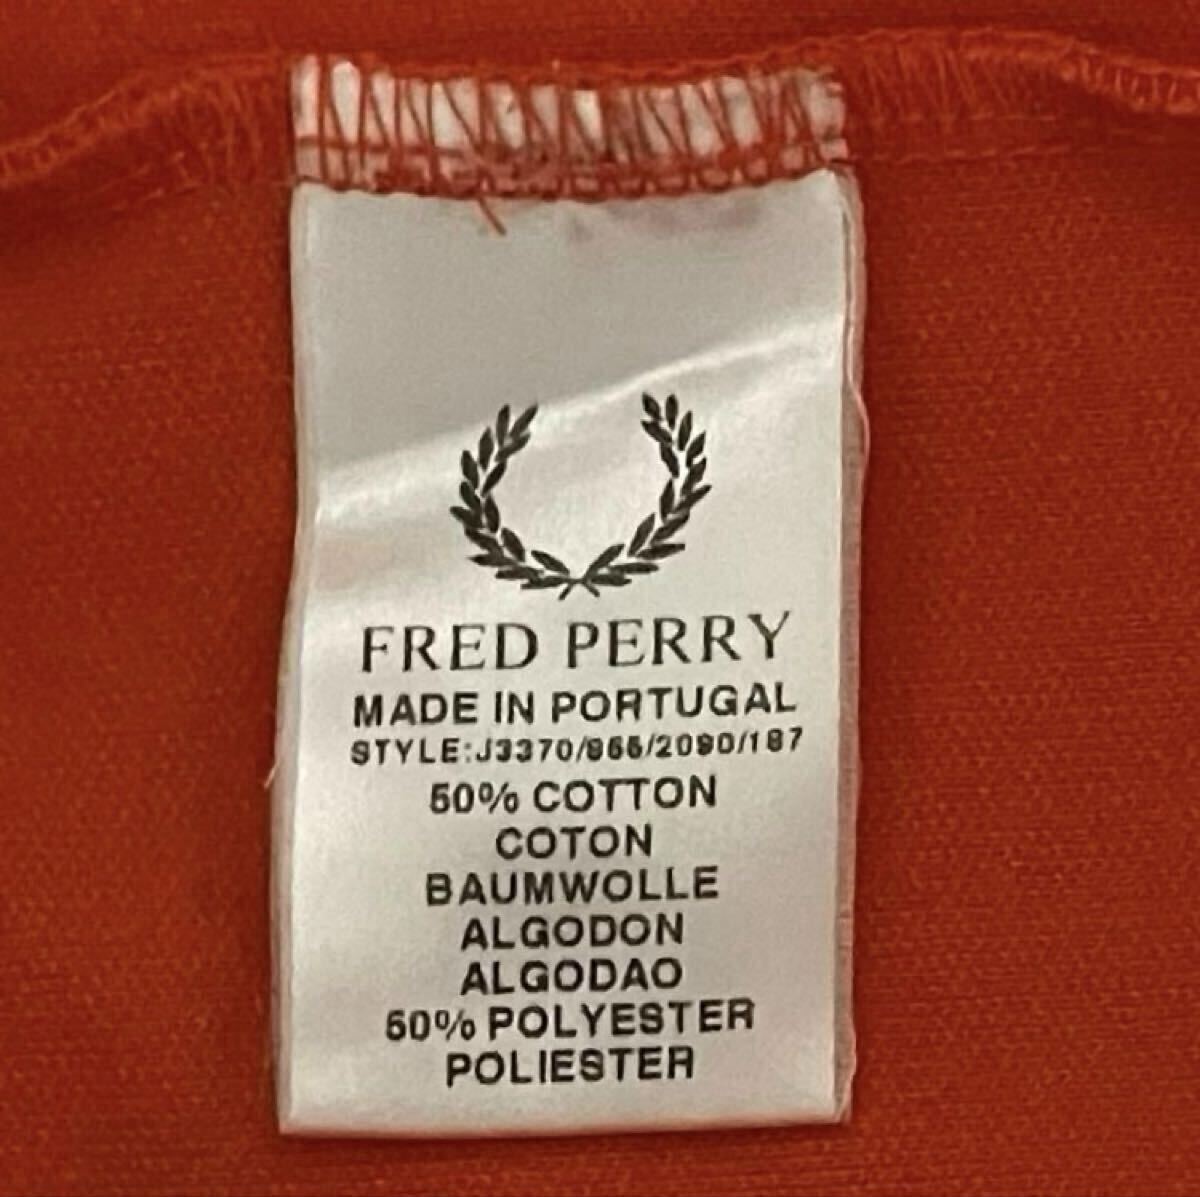 FRED PERRY
MADE IN PORTUGAL
STYLE:J3370/966/2090/187
50% COTTON
COTON
BAUMWOLLE
ALGODON
ALGODAO
50% POLYESTER
POLIESTER